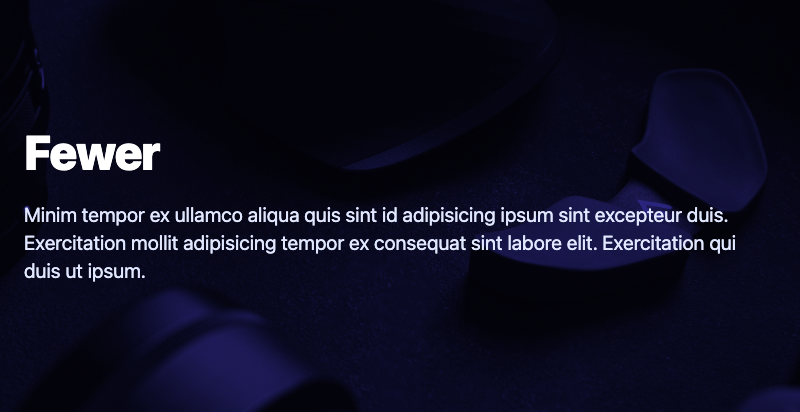 Fewer
Minim tempor ex ullamco aliqua quis sint id adipisicing ipsum sint excepteur duis.
Exercitation mollit adipisicing tempor ex consequat sint labore elit. Exercitation qui
duis ut ipsum.